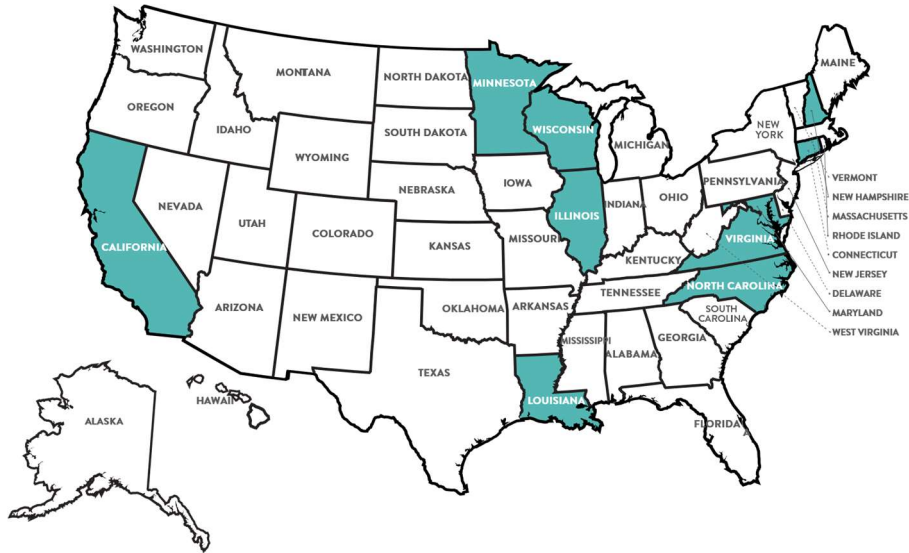 WASHINGTON
MONTANA
NORTH DAKOTA
MINNESOTA
MAINE
OREGON
IDAHO
SOUTH DAKOTA
WISCONSIN
MICHIGAN
NEW
YORK
WYOMING
VERMONT
NEW HAMPSHIRE
MASSACHUSETTS
RHODE ISLAND
CONNECTICUT
NEW JERSEY
DELAWARE
MARYLAND
WEST VIRGINIA
NEBRASKA
IOWA
PENNSYLVANIA
NEVADA
UTAH
COLORADO
ILLINOIS
INDIANA
OHIO
CALIFORNIA
KANSAS
MISSOURI
KENTUCKY
VIRGINIA
ARIZONA
NEW MEXICO
OKLAHOMA
ARKANSAS
TENNESSEE
NORTH CAROLINA
SOUTH
CAROLINA
TEXAS
LOUISIANA
MISSISSIPPI
ALABAMA
GEORGIA
FLORIDA
A
ALASKA
HAWAII